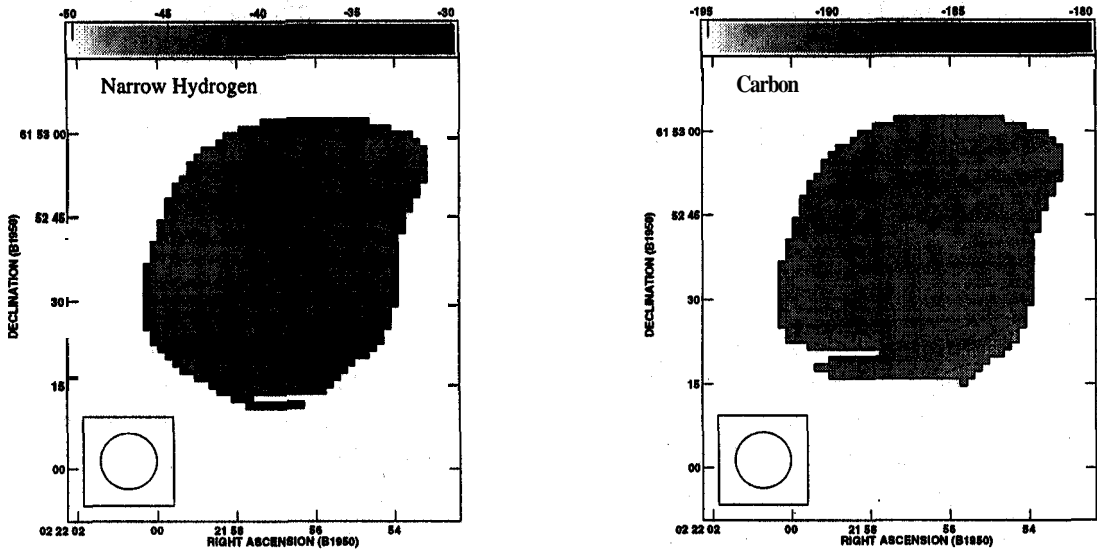 -50 -45 -40 -35 -30
Narrow Hydrogen
61 53 00
52 45
30
15
00
DECLINATION (B1950)
02 22 02 00 21 58 56 54
RIGHT ASCENSION (B1950)
-195 -190 -185 -180
Carbon
61 53 00
52 45
30
15
00
DECLINATION (B1950)
02 22 02 00 21 58 56 54
RIGHT ASCENSION (B1950)